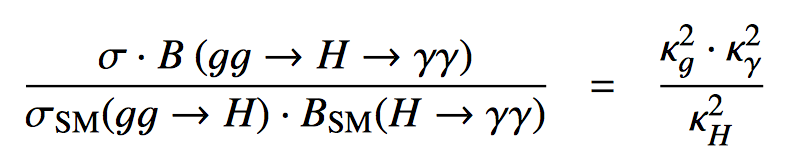 σ · B (gg → H → γγ)
σ_SM(gg → H) · B_SM(H → γγ)
=
κ_g^2 · κ_γ^2
κ_H^2